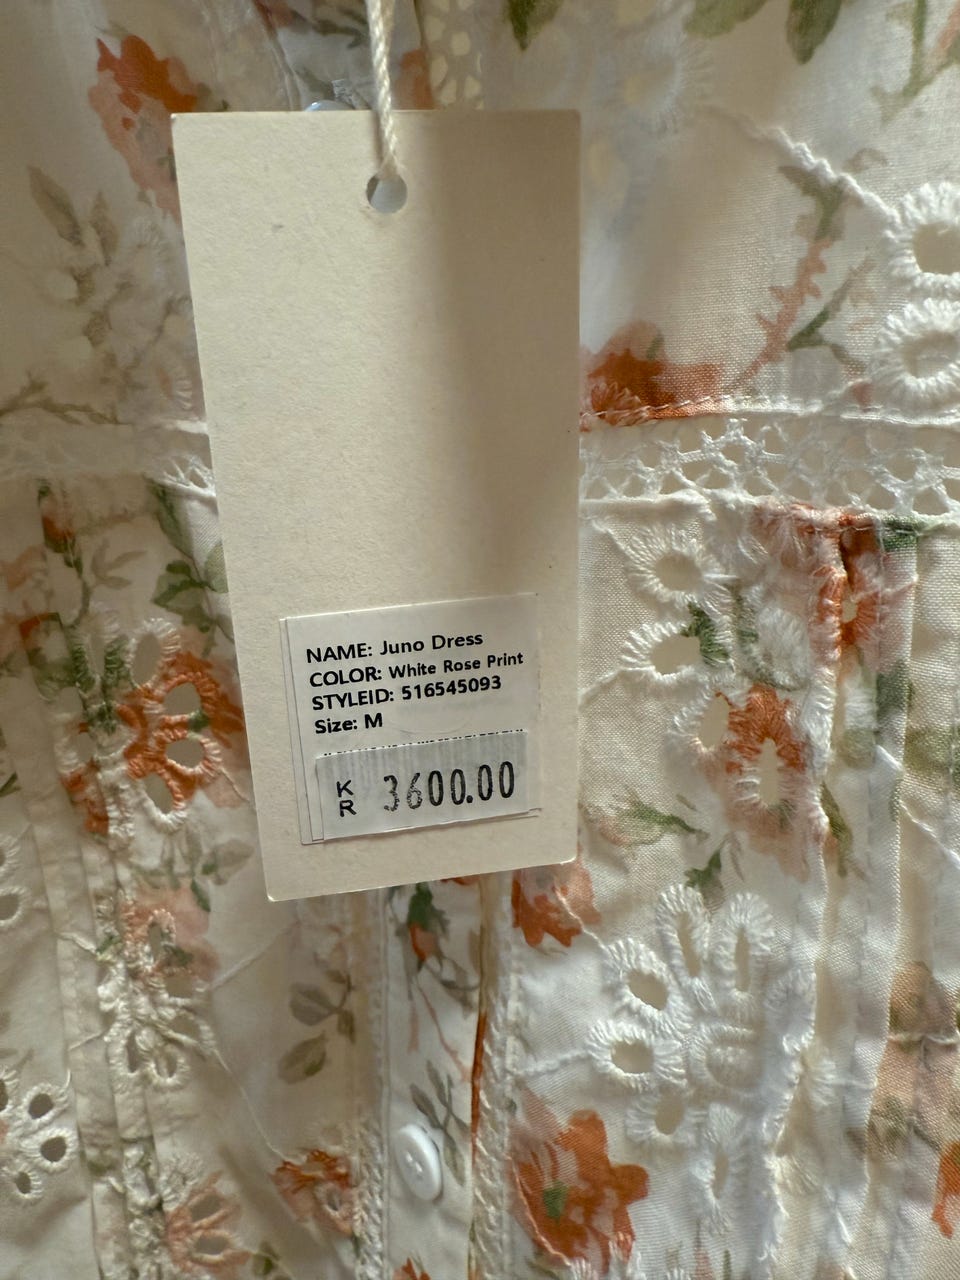 NAME: Juno Dress
COLOR: White Rose Print
STYLEID: 516545093
Size: M
KR 3600.00